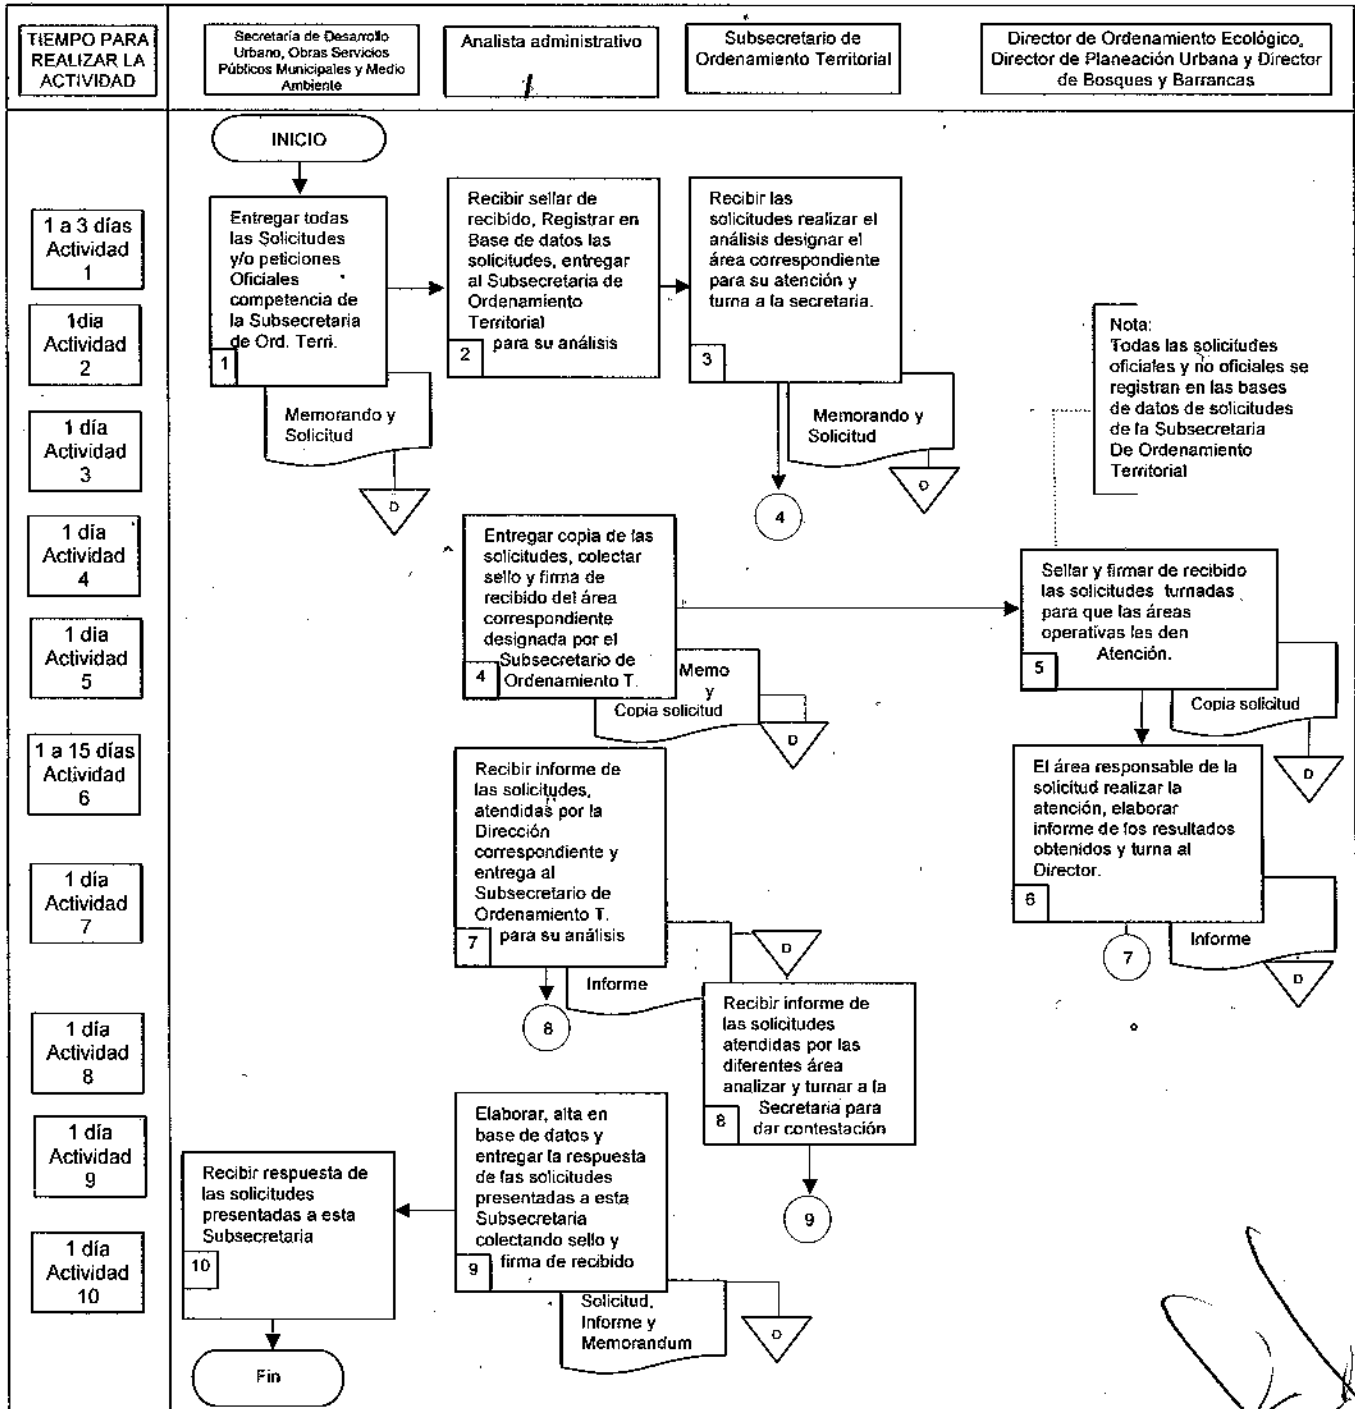 TIEMPO PARA
REALIZAR LA
ACTIVIDAD
Secretaría de Desarrollo
Urbano, Obras Servicios
Públicos Municipales y Medio
Ambiente
Analista administrativo
Subsecretario de
Ordenamiento Territorial
Director de Ordenamiento Ecológico,
Director de Planeación Urbana y Director
de Bosques y Barrancas
INICIO
1 a 3 días
Actividad
1
1dia
Actividad
2
1 día
Actividad
3
1 día
Actividad
4
1 día
Actividad
5
1 a 15 días
Actividad
6
1 día
Actividad
7
1 día
Actividad
8
1 día
Actividad
9
1 día
Actividad
10
Entregar todas
las Solicitudes
y/o peticiones
Oficiales
competencia de
la Subsecretaria
de Ord. Terri.
1
Memorando y
Solicitud
D
Recibir sellar de
recibido, Registrar en
Base de datos las
solicitudes, entregar
al Subsecretaria de
Ordenamiento
Territorial
para su análisis
2
Recibir las
solicitudes realizar el
análisis designar el
área correspondiente
para su atención y
turna a la secretaria.
3
Memorando y
Solicitud
D
4
Nota:
Todas las solicitudes
oficiales y no oficiales se
registran en las bases
de datos de solicitudes
de la Subsecretaria
De Ordenamiento
Territorial
Entregar copia de las
solicitudes, colectar
sello y firma de
recibido del área
correspondiente
designada por el
Subsecretario de
Ordenamiento T.
4
Memo
y
Copia solicitud
D
Sellar y firmar de recibido
las solicitudes turnadas
para que las áreas
operativas les den
Atención.
5
Copia solicitud
D
El área responsable de la
solicitud realizar la
atención, elaborar
informe de los resultados
obtenidos y turna al
Director.
6
Informe
D
7
Recibir informe de
las solicitudes,
atendidas por la
Dirección
correspondiente y
entrega al
Subsecretario de
Ordenamiento T.
para su análisis
7
Informe
D
8
Recibir informe de
las solicitudes
atendidas por las
diferentes área
analizar y turnar a la
Secretaria para
dar contestación
8
9
Elaborar, alta en
base de datos y
entregar la respuesta
de las solicitudes
presentadas a esta
Subsecretaria
colectando sello y
firma de recibido
9
Solicitud,
Informe y
Memorandum
D
Recibir respuesta de
las solicitudes
presentadas a esta
Subsecretaria
10
Fin